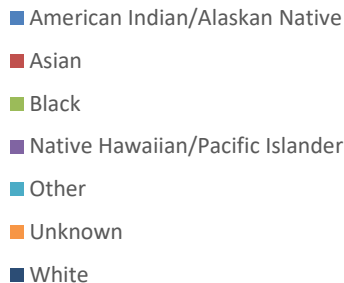 American Indian/Alaskan Native
Asian
Black
Native Hawaiian/Pacific Islander
Other
Unknown
White